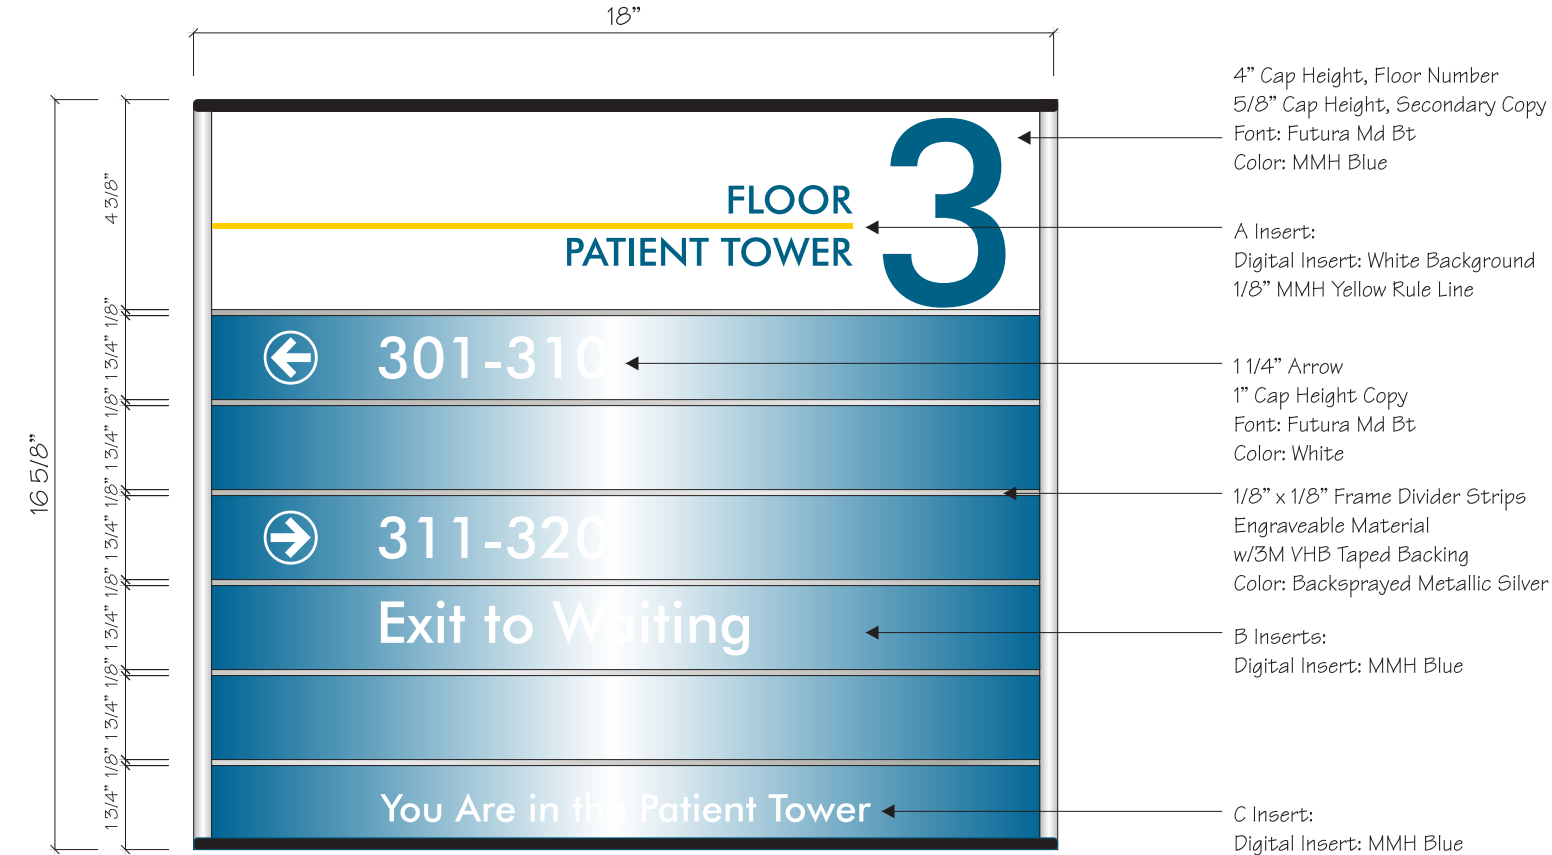 18”
4” Cap Height, Floor Number
5/8” Cap Height, Secondary Copy
Font: Futura Md Bt
Color: MMH Blue
3
FLOOR
PATIENT TOWER
A Insert:
Digital Insert: White Background
1/8” MMH Yellow Rule Line
301-310
1 1/4” Arrow
1” Cap Height Copy
Font: Futura Md Bt
Color: White
1/8” x 1/8” Frame Divider Strips
Engraveable Material
w/3M VHB Taped Backing
Color: Backsprayed Metallic Silver
311-320
Exit to Waiting
B Inserts:
Digital Insert: MMH Blue
You Are in the Patient Tower
C Insert:
Digital Insert: MMH Blue
16 5/8”
4 3/8”
1/8”
1 3/4”
1/8”
1 3/4”
1/8”
1 3/4”
1/8”
1 3/4”
1/8”
1 3/4”
1/8”
1 3/4”